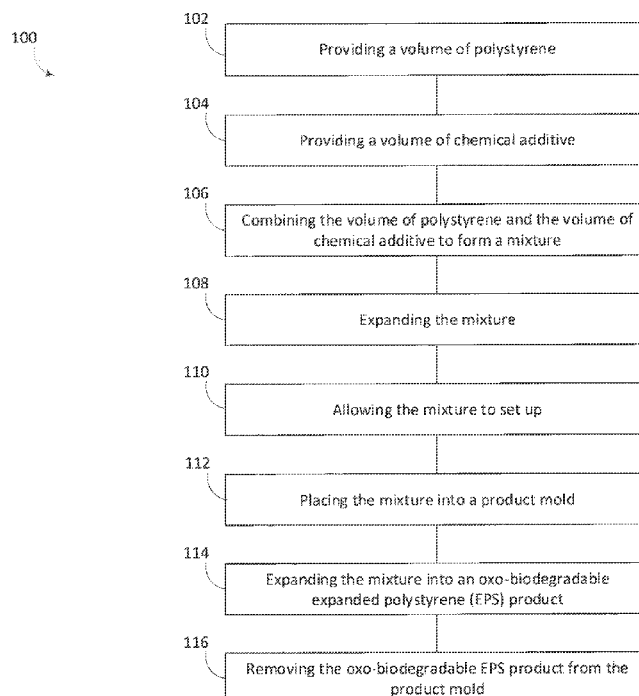 100
102
Providing a volume of polystyrene
104
Providing a volume of chemical additive
106
Combining the volume of polystyrene and the volume of
chemical additive to form a mixture
108
Expanding the mixture
110
Allowing the mixture to set up
112
Placing the mixture into a product mold
114
Expanding the mixture into an oxo-biodegradable
expanded polystyrene (EPS) product
116
Removing the oxo-biodegradable EPS product from the
product mold